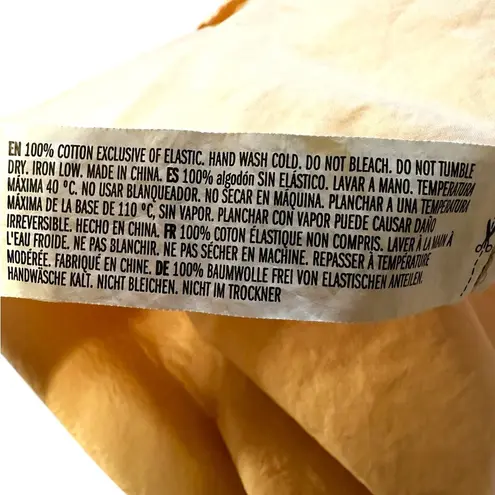 EN 100% COTTON EXCLUSIVE OF ELASTIC. HAND WASH COLD. DO NOT BLEACH. DO NOT TUMBLE
DRY. IRON LOW. MADE IN CHINA. ES 100% algodón SIN ELÁSTICO. LAVAR A MANO. TEMPERATURA
MÁXIMA 40 °C. NO USAR BLANQUEADOR. NO SECAR EN MÁQUINA. PLANCHAR A UNA TEMPERATURA
MÁXIMA DE LA BASE DE 110 °C, SIN VAPOR. PLANCHAR CON VAPOR PUEDE CAUSAR DAÑO
IRREVERSIBLE. HECHO EN CHINA. FR 100% COTON ÉLASTIQUE NON COMPRIS. LAVER À LA MAIN À
L'EAU FROIDE. NE PAS BLANCHIR. NE PAS SÉCHER EN MACHINE. REPASSER À TEMPÉRATURE
MODÉRÉE. FABRIQUÉ EN CHINE. DE 100% BAUMWOLLE FREI VON ELASTISCHEN ANTEILEN.
HANDWÄSCHE KALT. NICHT BLEICHEN. NICHT IM TROCKNER